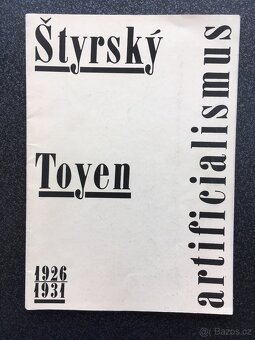 Štyrský
Toyen
1926
1931
artificialismus
Bazos.cz